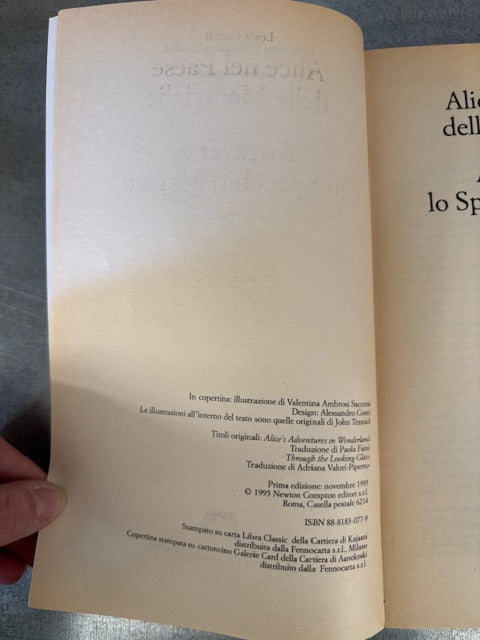 In copertina: illustrazione di Valentina Ambrosi Sacconi
Design: Alessandro Conti
Le illustrazioni all'interno del testo sono quelle originali di John Tenniel
Titoli originali: Alice's Adventures in Wonderland
Traduzione di Paola Faini
Through the Looking-Glass
Traduzione di Adriana Valori-Piperno
Prima edizione: novembre 1995
© 1995 Newton Compton editori s.r.l.
Roma, Casella postale 6214
ISBN 88-8183-077-9
Stampato su carta Libra Classic della Cartiera di Kajaani
distribuita dalla Fennocarta s.r.l., Milano
Copertina stampata su cartoncino Galerie Card della Cartiera di Aanekoski
distribuito dalla Fennocarta s.r.l.
Alic
dell
lo Sp